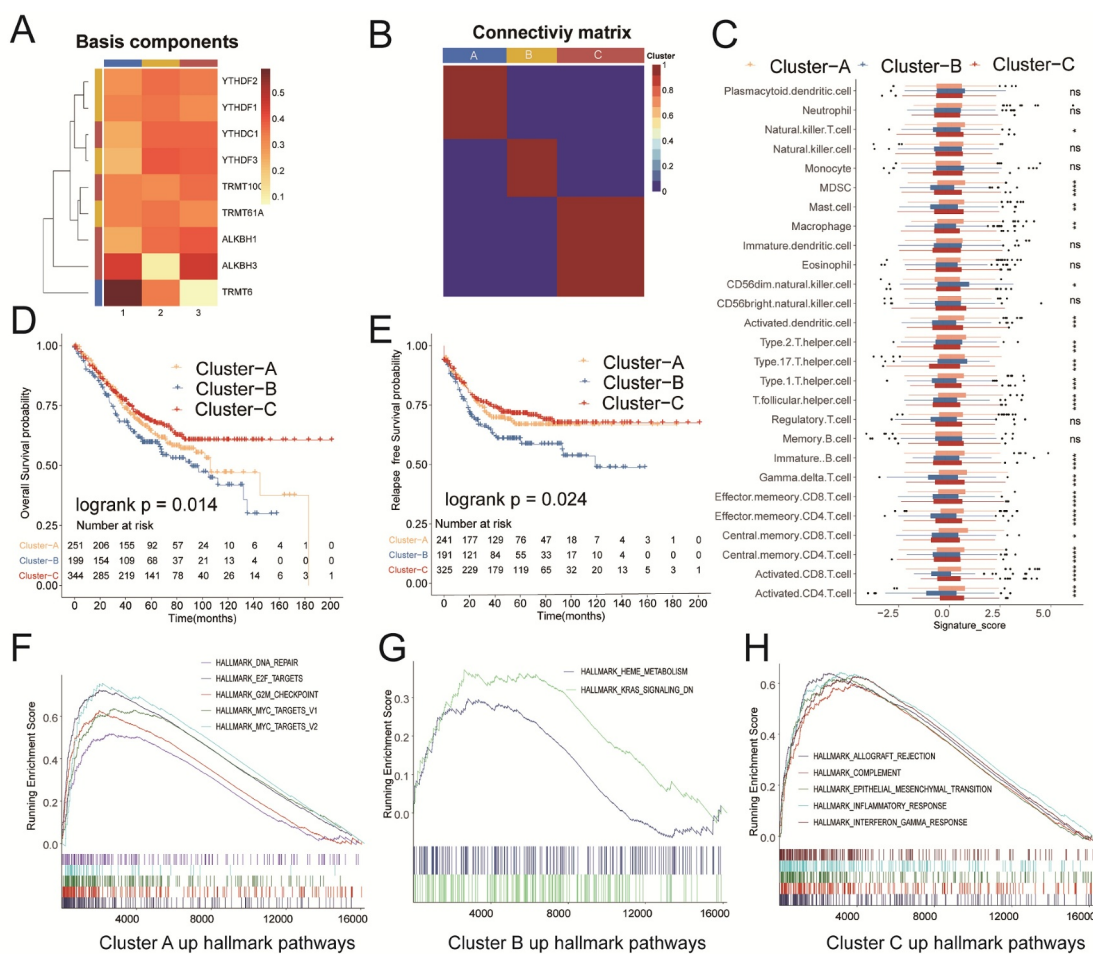 A
Basis components
YTHDF2
YTHDF1
YTHDC1
YTHDF3
TRMT10C
TRMT61A
ALKBH1
ALKBH3
TRMT6
0.5
0.4
0.3
0.2
0.1
1 2 3
B
Connectiviy matrix
A B C
Cluster
1
0.8
0.6
0.4
0.2
0
C
Cluster-A Cluster-B Cluster-C
Plasmacytoid.dendritic.cell ns
Neutrophil ns
Natural.killer.T.cell *
Natural.killer.cell ns
Monocyte ns
MDSC ****
Mast.cell ***
Macrophage ***
Immature.dendritic.cell ns
Eosinophil ns
CD56dim.natural.killer.cell *
CD56bright.natural.killer.cell ns
Activated.dendritic.cell
Type.2.T.helper.cell
Type.17.T.helper.cell
Type.1.T.helper.cell
T.follicular.helper.cell
Regulatory.T.cell ns
Memory.B.cell ns
Immature..B.cell
Gamma.delta.T.cell
Effector.memeory.CD8.T.cell
Effector.memeory.CD4.T.cell
Central.memory.CD8.T.cell *
Central.memory.CD4.T.cell
Activated.CD8.T.cell
Activated.CD4.T.cell
−2.5 0.0 2.5 5.0
Signature_score
D
Overall Survival probability
1.00
0.75
0.50
0.25
0.00
Cluster-A
Cluster-B
Cluster-C
logrank p = 0.014
Number at risk
Cluster-A 251 206 155 92 57 24 10 6 4 1 0
Cluster-B 199 154 109 68 37 21 13 4 0 0 0
Cluster-C 344 285 219 141 78 40 26 14 6 3 1
0 20 40 60 80 100 120 140 160 180 200
Time(months)
E
Relapse free Survival probability
1.00
0.75
0.50
0.25
0.00
Cluster-A
Cluster-B
Cluster-C
logrank p = 0.024
Number at risk
Cluster-A 241 177 129 76 47 18 7 4 3 1 0
Cluster-B 191 121 84 55 33 17 10 4 0 0 0
Cluster-C 325 229 179 119 65 32 20 13 5 3 1
0 20 40 60 80 100 120 140 160 180 200
Time(months)
F
Running Enrichment Score
0.6
0.4
0.2
0.0
HALLMARK_DNA_REPAIR
HALLMARK_E2F_TARGETS
HALLMARK_G2M_CHECKPOINT
HALLMARK_MYC_TARGETS_V1
HALLMARK_MYC_TARGETS_V2
4000 8000 12000 16000
Cluster A up hallmark pathways
G
Running Enrichment Score
0.3
0.2
0.1
0.0
HALLMARK_HEME_METABOLISM
HALLMARK_KRAS_SIGNALING_DN
4000 8000 12000 16000
Cluster B up hallmark pathways
H
Running Enrichment Score
0.6
0.4
0.2
0.0
HALLMARK_ALLOGRAFT_REJECTION
HALLMARK_COMPLEMENT
HALLMARK_EPITHELIAL_MESENCHYMAL_TRANSITION
HALLMARK_INFLAMMATORY_RESPONSE
HALLMARK_INTERFERON_GAMMA_RESPONSE
4000 8000 12000 16000
Cluster C up hallmark pathways